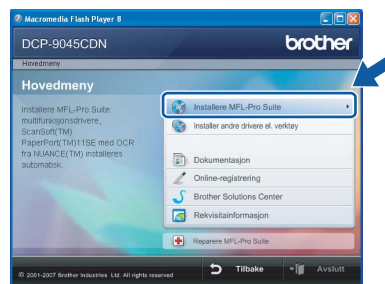 Macromedia Flash Player 8
DCP-9045CDN
brother
Hovedmeny
Hovedmeny
Installere MFL-Pro Suite:
multifunksjonsdrivere,
ScanSoft(TM)
PaperPort(TM)11SE med OCR
fra NUANCE(TM) installeres
automatisk.
Installere MFL-Pro Suite
Installer andre drivere el. verktøy
Dokumentasjon
Online-registrering
Brother Solutions Center
Rekvisitainformasjon
Reparere MFL-Pro Suite
© 2001-2007 Brother Industries Ltd. All rights reserved
Tilbake
Avslutt